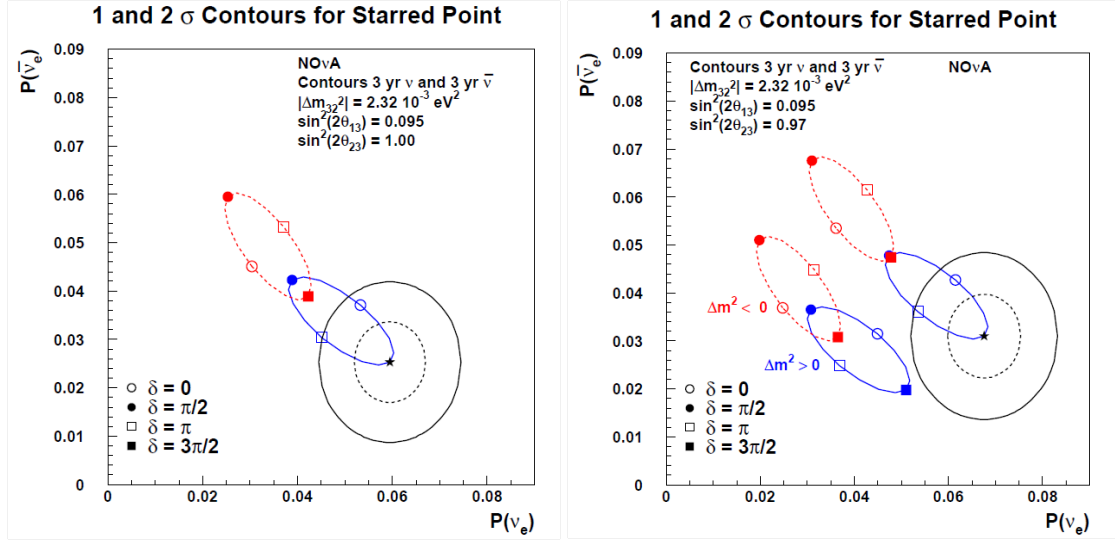 1 and 2 σ Contours for Starred Point
P(ν̄ₑ)
0.09
0.08
0.07
0.06
0.05
0.04
0.03
0.02
0.01
0
NOνA
Contours 3 yr ν and 3 yr ν̄
|Δm₃₂²| = 2.32 10⁻³ eV²
sin²(2θ₁₃) = 0.095
sin²(2θ₂₃) = 1.00
δ = 0
δ = π/2
δ = π
δ = 3π/2
0 0.02 0.04 0.06 0.08
P(νₑ)
1 and 2 σ Contours for Starred Point
P(ν̄ₑ)
0.09
0.08
0.07
0.06
0.05
0.04
0.03
0.02
0.01
0
Contours 3 yr ν and 3 yr ν̄ NOνA
|Δm₃₂²| = 2.32 10⁻³ eV²
sin²(2θ₁₃) = 0.095
sin²(2θ₂₃) = 0.97
Δm² < 0
Δm² > 0
δ = 0
δ = π/2
δ = π
δ = 3π/2
0 0.02 0.04 0.06 0.08
P(νₑ)